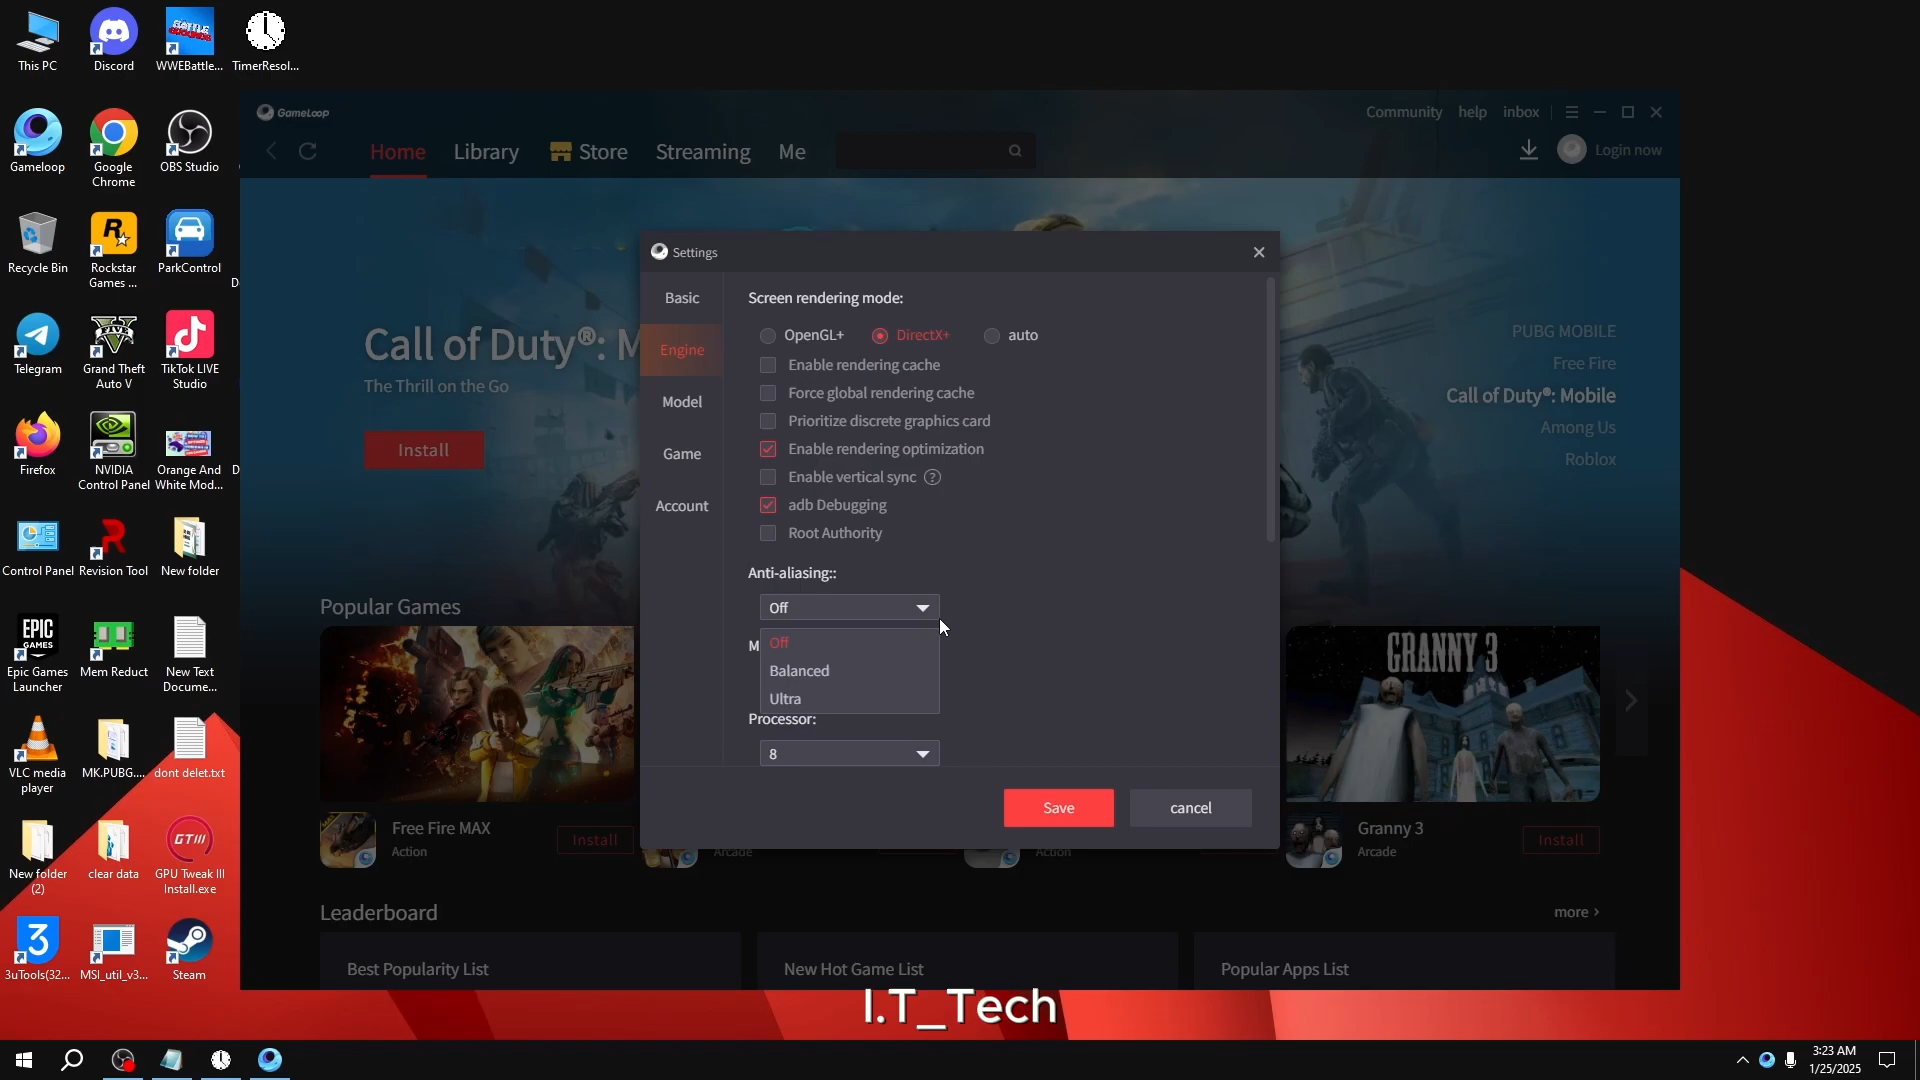 This PC
Discord
WWEBattle...
TimerResol...
Gameloop
Google
Chrome
OBS Studio
Recycle Bin
Rockstar
Games ...
ParkControl
D
Telegram
Grand Theft
Auto V
TikTok LIVE
Studio
Firefox
NVIDIA
Control Panel
Orange And
White Mod...
D
Control Panel
Revision Tool
New folder
EPIC
GAMES
Epic Games
Launcher
Mem Reduct
New Text
Docume...
VLC media
player
MK.PUBG....
dont delet.txt
New folder
(2)
clear data
GTIII
GPU Tweak III
Install.exe
3
3uTools(32...
MSI_util_v3...
Steam
GameLoop
Community
help
inbox
Home
Library
Store
Streaming
Me
Login now
Call of Duty®: M
The Thrill on the Go
Install
PUBG MOBILE
Free Fire
Call of Duty®: Mobile
Among Us
Roblox
Settings
Basic
Engine
Model
Game
Account
Screen rendering mode:
OpenGL+
DirectX+
auto
Enable rendering cache
Force global rendering cache
Prioritize discrete graphics card
Enable rendering optimization
Enable vertical sync ?
adb Debugging
Root Authority
Anti-aliasing::
Off
M
Off
Balanced
Ultra
Processor:
8
Save
cancel
Popular Games
GRANNY 3
Free Fire MAX
Action
Install
Arcade
Action
Granny 3
Arcade
Install
Leaderboard
more ›
Best Popularity List
New Hot Game List
Popular Apps List
I.T_Tech
3:23 AM
1/25/2025